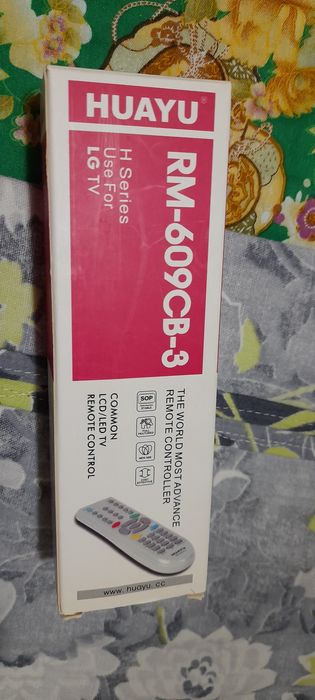 HUAYU®
RM-609CB-3
H Series
Use For
LG TV
THE WORLD MOST ADVANCE
REMOTE CONTROLLER
SOP
COMMON
LCD/LED TV
REMOTE CONTROL
www. huayu. cc